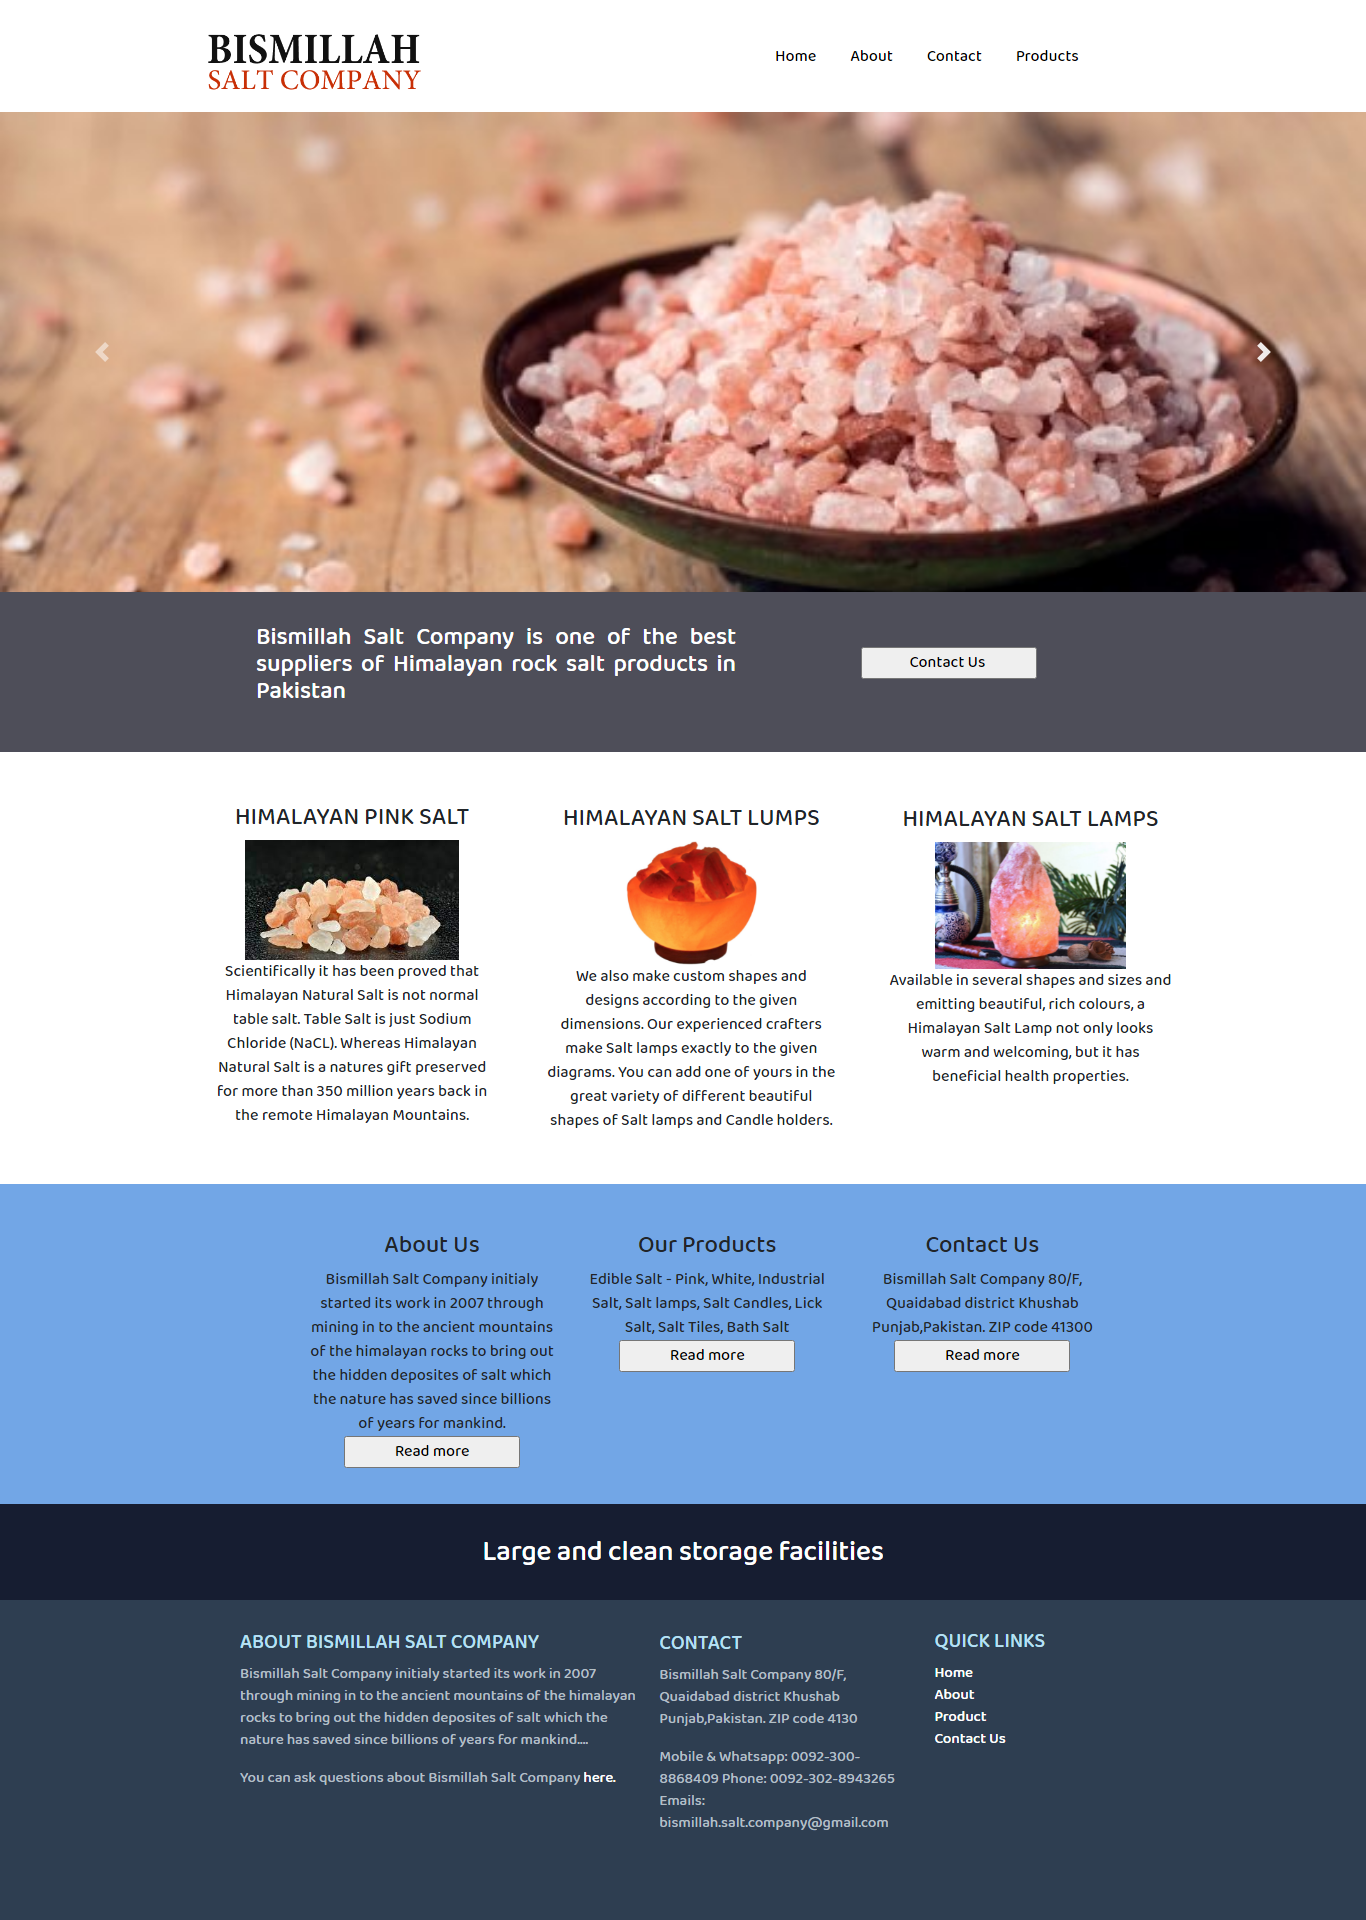 BISMILLAH
SALT COMPANY
Home About Contact Products
Bismillah Salt Company is one of the best
suppliers of Himalayan rock salt products in
Pakistan
Contact Us
HIMALAYAN PINK SALT
Scientifically it has been proved that
Himalayan Natural Salt is not normal
table salt. Table Salt is just Sodium
Chloride (NaCL). Whereas Himalayan
Natural Salt is a natures gift preserved
for more than 350 million years back in
the remote Himalayan Mountains.
HIMALAYAN SALT LUMPS
We also make custom shapes and
designs according to the given
dimensions. Our experienced crafters
make Salt lamps exactly to the given
diagrams. You can add one of yours in the
great variety of different beautiful
shapes of Salt lamps and Candle holders.
HIMALAYAN SALT LAMPS
Available in several shapes and sizes and
emitting beautiful, rich colours, a
Himalayan Salt Lamp not only looks
warm and welcoming, but it has
beneficial health properties.
About Us
Bismillah Salt Company initialy
started its work in 2007 through
mining in to the ancient mountains
of the himalayan rocks to bring out
the hidden deposites of salt which
the nature has saved since billions
of years for mankind.
Read more
Our Products
Edible Salt - Pink, White, Industrial
Salt, Salt lamps, Salt Candles, Lick
Salt, Salt Tiles, Bath Salt
Read more
Contact Us
Bismillah Salt Company 80/F,
Quaidabad district Khushab
Punjab,Pakistan. ZIP code 41300
Read more
Large and clean storage facilities
ABOUT BISMILLAH SALT COMPANY
Bismillah Salt Company initialy started its work in 2007
through mining in to the ancient mountains of the himalayan
rocks to bring out the hidden deposites of salt which the
nature has saved since billions of years for mankind....
You can ask questions about Bismillah Salt Company here.
CONTACT
Bismillah Salt Company 80/F,
Quaidabad district Khushab
Punjab,Pakistan. ZIP code 4130
Mobile & Whatsapp: 0092-300-
8868409 Phone: 0092-302-8943265
Emails:
bismillah.salt.company@gmail.com
QUICK LINKS
Home
About
Product
Contact Us